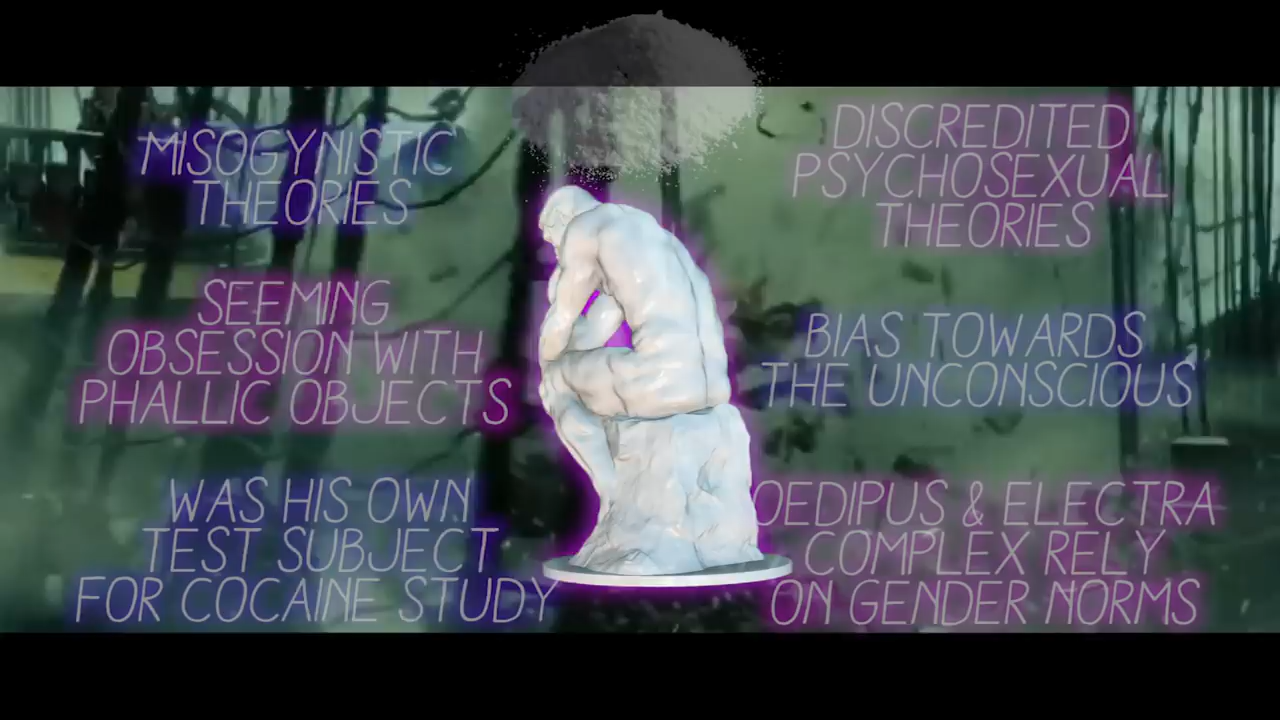 MISOGYNISTIC
THEORIES
SEEMING
OBSESSION WITH
PHALLIC OBJECTS
WAS HIS OWN
TEST SUBJECT
FOR COCAINE STUDY
DISCREDITED
PSYCHOSEXUAL
THEORIES
BIAS TOWARDS
THE UNCONSCIOUS
OEDIPUS & ELECTRA
COMPLEX RELY
ON GENDER NORMS